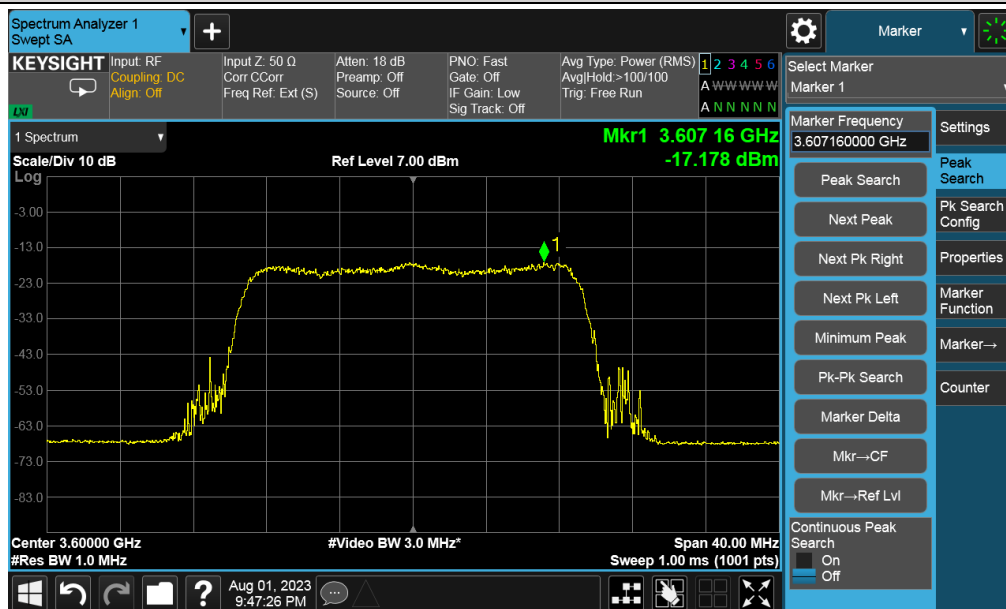 Spectrum Analyzer 1
Swept SA
Marker
KEYSIGHT
LXI
Input: RF
Coupling: DC
Align: Off
Input Z: 50 Ω
Corr CCorr
Freq Ref: Ext (S)
Atten: 18 dB
Preamp: Off
Source: Off
PNO: Fast
Gate: Off
IF Gain: Low
Sig Track: Off
Avg Type: Power (RMS)
Avg|Hold:>100/100
Trig: Free Run
1 2 3 4 5 6
A W W W W W
A N N N N N
Select Marker
Marker 1
1 Spectrum
Mkr1 3.607 16 GHz
-17.178 dBm
Scale/Div 10 dB
Ref Level 7.00 dBm
Log
-3.00
-13.0
-23.0
-33.0
-43.0
-53.0
-63.0
-73.0
-83.0
1
Center 3.60000 GHz
#Video BW 3.0 MHz*
Span 40.00 MHz
#Res BW 1.0 MHz
Sweep 1.00 ms (1001 pts)
Marker Frequency
3.607160000 GHz
Peak Search
Next Peak
Next Pk Right
Next Pk Left
Minimum Peak
Pk-Pk Search
Marker Delta
Mkr→CF
Mkr→Ref Lvl
Continuous Peak
Search
On
Off
Settings
Peak
Search
Pk Search
Config
Properties
Marker
Function
Marker→
Counter
?
Aug 01, 2023
9:47:26 PM